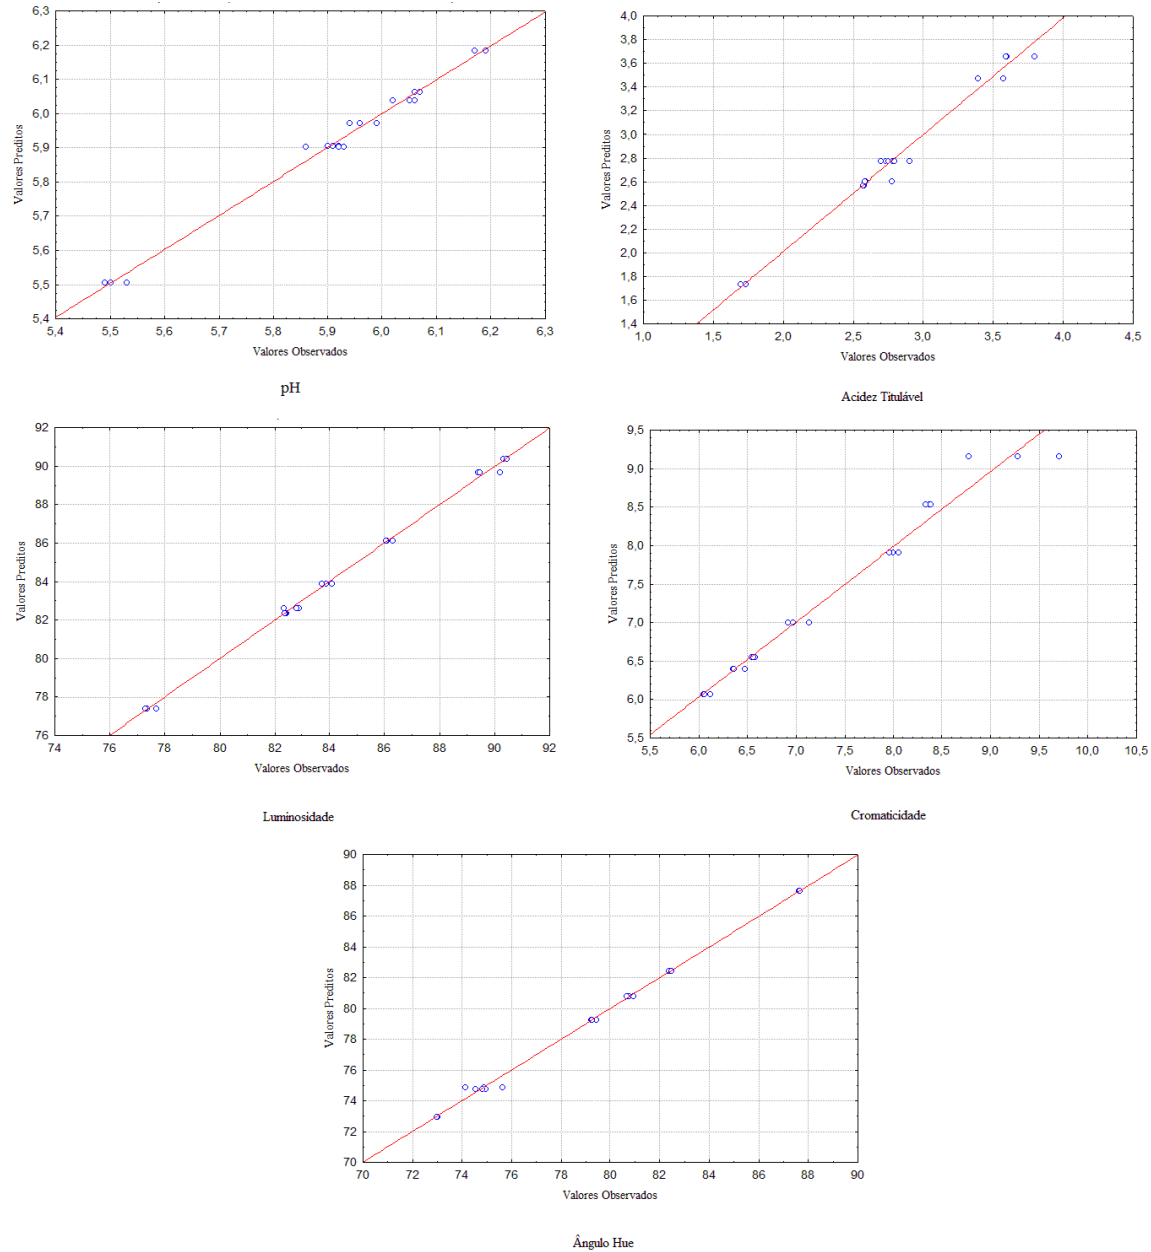 6,3
6,2
6,1
6,0
5,9
5,8
5,7
5,6
5,5
5,4
Valores Preditos
5,4 5,5 5,6 5,7 5,8 5,9 6,0 6,1 6,2 6,3
Valores Observados
pH
4,0
3,8
3,6
3,4
3,2
3,0
2,8
2,6
2,4
2,2
2,0
1,8
1,6
1,4
Valores Preditos
1,0 1,5 2,0 2,5 3,0 3,5 4,0 4,5
Valores Observados
Acidez Titulável
92
90
88
86
84
82
80
78
76
Valores Preditos
74 76 78 80 82 84 86 88 90 92
Valores Observados
Luminosidade
9,5
9,0
8,5
8,0
7,5
7,0
6,5
6,0
5,5
Valores Preditos
5,5 6,0 6,5 7,0 7,5 8,0 8,5 9,0 9,5 10,0 10,5
Valores Observados
Cromaticidade
90
88
86
84
82
80
78
76
74
72
70
Valores Preditos
70 72 74 76 78 80 82 84 86 88 90
Valores Observados
Ângulo Hue